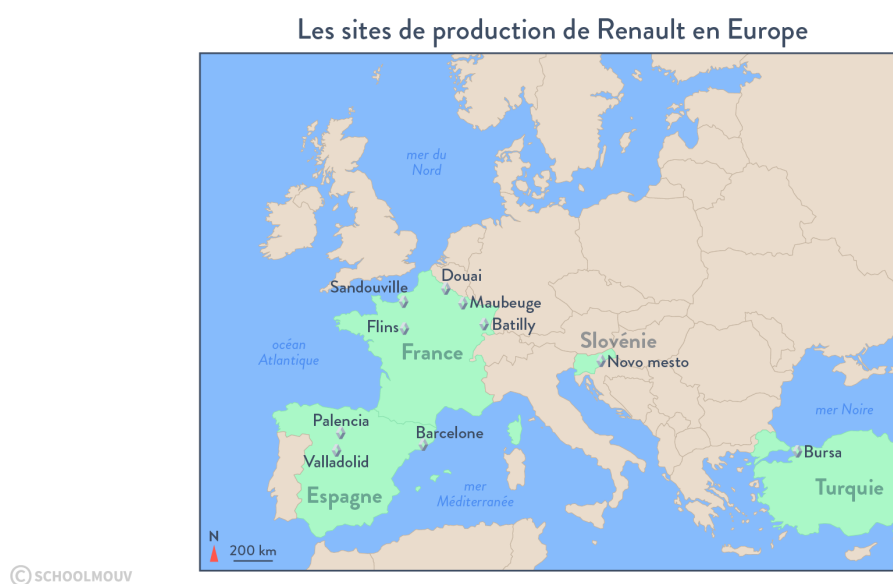 Les sites de production de Renault en Europe
mer du
Nord
Douai
Sandouville
Maubeuge
Flins
Batilly
Slovénie
océan
Atlantique
France
Novo mesto
mer Noire
Palencia
Barcelone
Bursa
Valladolid
Espagne
mer
Méditerranée
Turquie
N
200 km
© SCHOOLMOUV